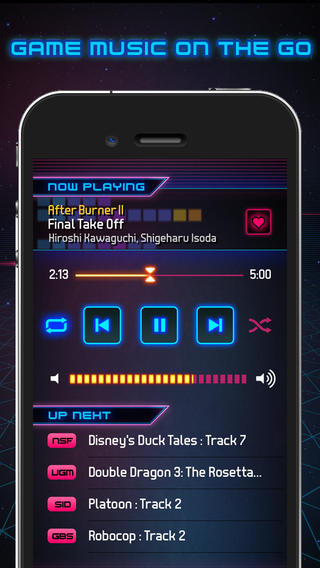 GAME MUSIC ON THE GO
NOW PLAYING
After Burner II
Final Take Off
Hiroshi Kawaguchi, Shigeharu Isoda
2:13 5:00
UP NEXT
NSF Disney's Duck Tales : Track 7
VGM Double Dragon 3: The Rosetta...
SID Platoon : Track 2
GBS Robocop : Track 2